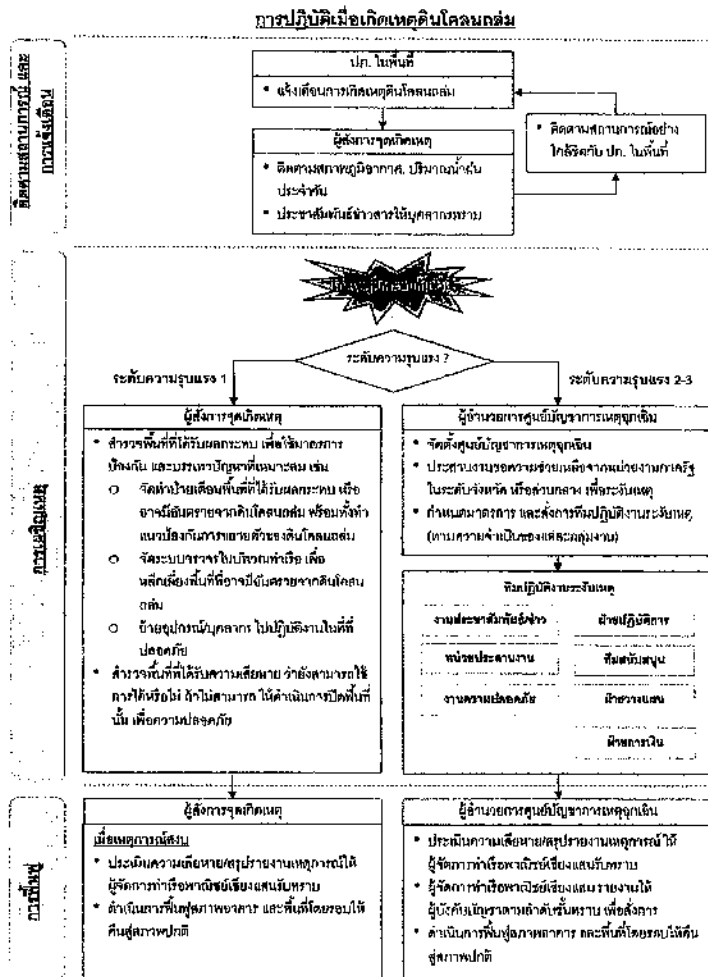 การปฏิบัติเมื่อเกิดเหตุดินโคลนถล่ม
ติดตามสถานการณ์ และ
การแจ้งเตือน
ปภ. ในพื้นที่
• แจ้งเตือนการเกิดเหตุดินโคลนถล่ม
ผู้สั่งการจุดเกิดเหตุ
• ติดตามสภาพภูมิอากาศ, ปริมาณน้ำฝน
ประจำวัน
• ประชาสัมพันธ์ข่าวสารให้บุคลากรทราบ
• ติดตามสถานการณ์อย่าง
ใกล้ชิดกับ ปภ. ในพื้นที่
การเผชิญเหตุ
ระดับความรุนแรง ?
ระดับความรุนแรง 1
ระดับความรุนแรง 2-3
ผู้สั่งการจุดเกิดเหตุ
• สำรวจพื้นที่ที่ได้รับผลกระทบ เพื่อใช้มาตรการ
ป้องกัน และบรรเทาปัญหาที่เหมาะสม เช่น
o จัดทำป้ายเตือนพื้นที่ที่ได้รับผลกระทบ หรือ
อาจมีอันตรายจากดินโคลนถล่ม พร้อมทั้งทำ
แนวป้องกันการขยายตัวของดินโคลนถล่ม
o จัดระบบจราจรในบริเวณท่าเรือ เพื่อ
หลีกเลี่ยงพื้นที่ที่อาจมีอันตรายจากดินโคลน
ถล่ม
o ย้ายอุปกรณ์/บุคลากร ไปปฏิบัติงานในที่ที่
ปลอดภัย
• สำรวจพื้นที่ที่ได้รับความเสียหาย ว่ายังสามารถใช้
การได้หรือไม่ ถ้าไม่สามารถ ให้ดำเนินการปิดพื้นที่
นั้น เพื่อความปลอดภัย
ผู้อำนวยการศูนย์บัญชาการเหตุฉุกเฉิน
• จัดตั้งศูนย์บัญชาการเหตุฉุกเฉิน
• ประสานงานขอความช่วยเหลือจากหน่วยงานภาครัฐ
ในระดับจังหวัด หรือส่วนกลาง เพื่อระงับเหตุ
• กำหนดมาตรการ และสั่งการทีมปฏิบัติงานระงับเหตุ
(ตามความจำเป็นของแต่ละกลุ่มงาน)
ทีมปฏิบัติงานระงับเหตุ
งานประชาสัมพันธ์/ข่าว
ฝ่ายปฏิบัติการ
หน่วยประสานงาน
ทีมสนับสนุน
งานความปลอดภัย
ฝ่ายวางแผน
ฝ่ายการเงิน
การฟื้นฟู
ผู้สั่งการจุดเกิดเหตุ
เมื่อเหตุการณ์สงบ
• ประเมินความเสียหาย/สรุปรายงานเหตุการณ์ให้
ผู้จัดการท่าเรือพาณิชย์เชียงแสนรับทราบ
• ดำเนินการฟื้นฟูสภาพอาคาร และพื้นที่โดยรอบให้
คืนสู่สภาพปกติ
ผู้อำนวยการศูนย์บัญชาการเหตุฉุกเฉิน
• ประเมินความเสียหาย/สรุปรายงานเหตุการณ์ ให้
ผู้จัดการท่าเรือพาณิชย์เชียงแสนรับทราบ
• ผู้จัดการท่าเรือพาณิชย์เชียงแสน รายงานให้
ผู้บังคับบัญชาตามลำดับชั้นทราบ เพื่อสั่งการ
• ดำเนินการฟื้นฟูสภาพอาคาร และพื้นที่โดยรอบให้คืน
สู่สภาพปกติ